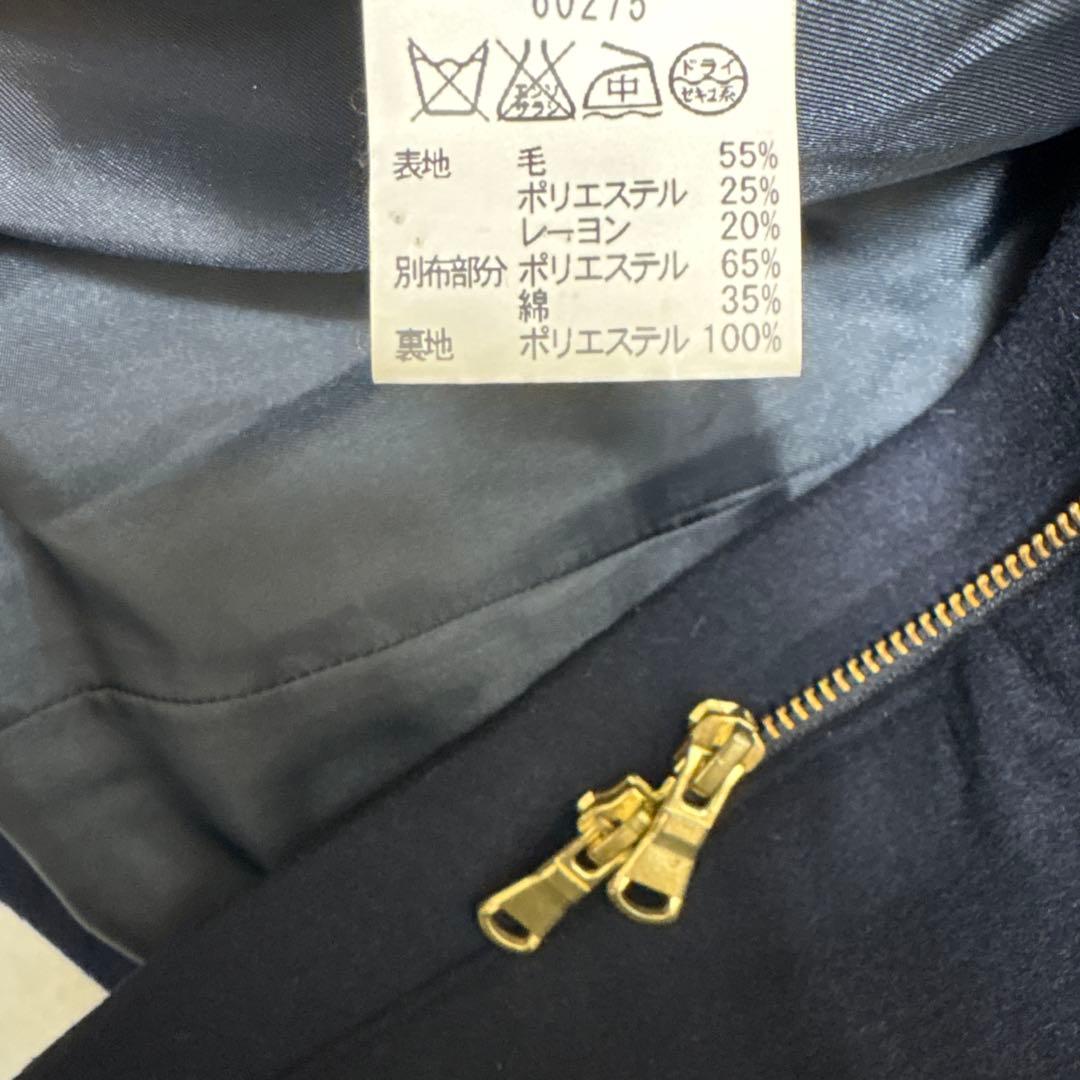 60275
エンソ
サラシ
中
ドライ
セキユ系
表地 毛 55%
ポリエステル 25%
レーヨン 20%
別布部分 ポリエステル 65%
綿 35%
裏地 ポリエステル 100%